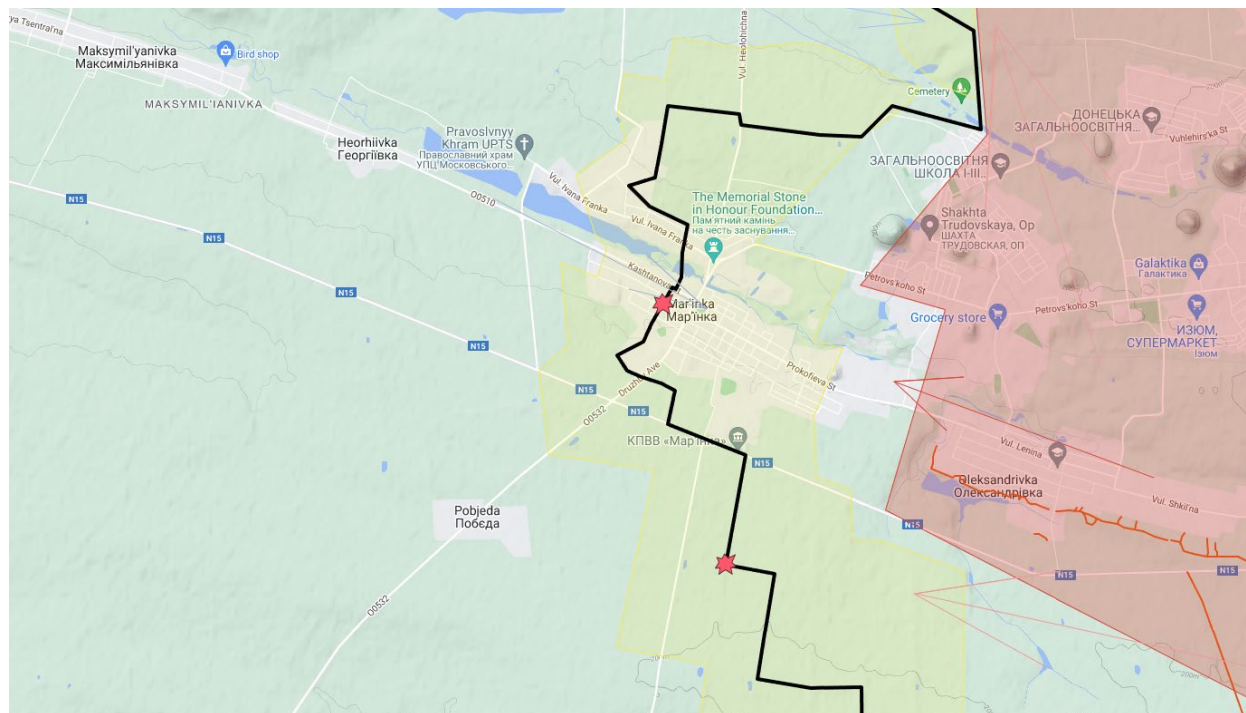 ya Tsentral'na
Maksymil'yanivka
Максимільянівка
Bird shop
MAKSYMIL'IANIVKA
Heorhiivka
Георгіївка
Pravoslvnyy
Khram UPTS
Православний храм
УПЦ Московського...
Vul. Heolohichna
Cemetery
ДОНЕЦЬКА
ЗАГАЛЬНООСВІТНЯ...
Vuhlehirs'ka St
ЗАГАЛЬНООСВІТНЯ
ШКОЛА І-ІІІ...
N15
O0510
Vul. Ivana Franka
Vul. Ivana Franka
The Memorial Stone
in Honour Foundation...
Пам'ятний камінь
на честь заснування...
Shakhta
Trudovskaya, Op
ШАХТА
ТРУДОВСКАЯ, ОП
N15
Kashtanova
Petrovs'koho St
Galaktika
Галактика
N15
Mar'inka
Мар'їнка
Grocery store
Petrovs'koho St
ИЗЮМ,
СУПЕРМАРКЕТ
Ізюм
N15
Druzhby Ave
Prokofieva St
N15
O0532
N15
КПВВ «Мар'їнка»
N15
Vul. Lenina
Oleksandrivka
Олександрівка
Vul. Shkil'na
Pobjeda
Побєда
N15
N15
N15
O0532
200m
200m
200m